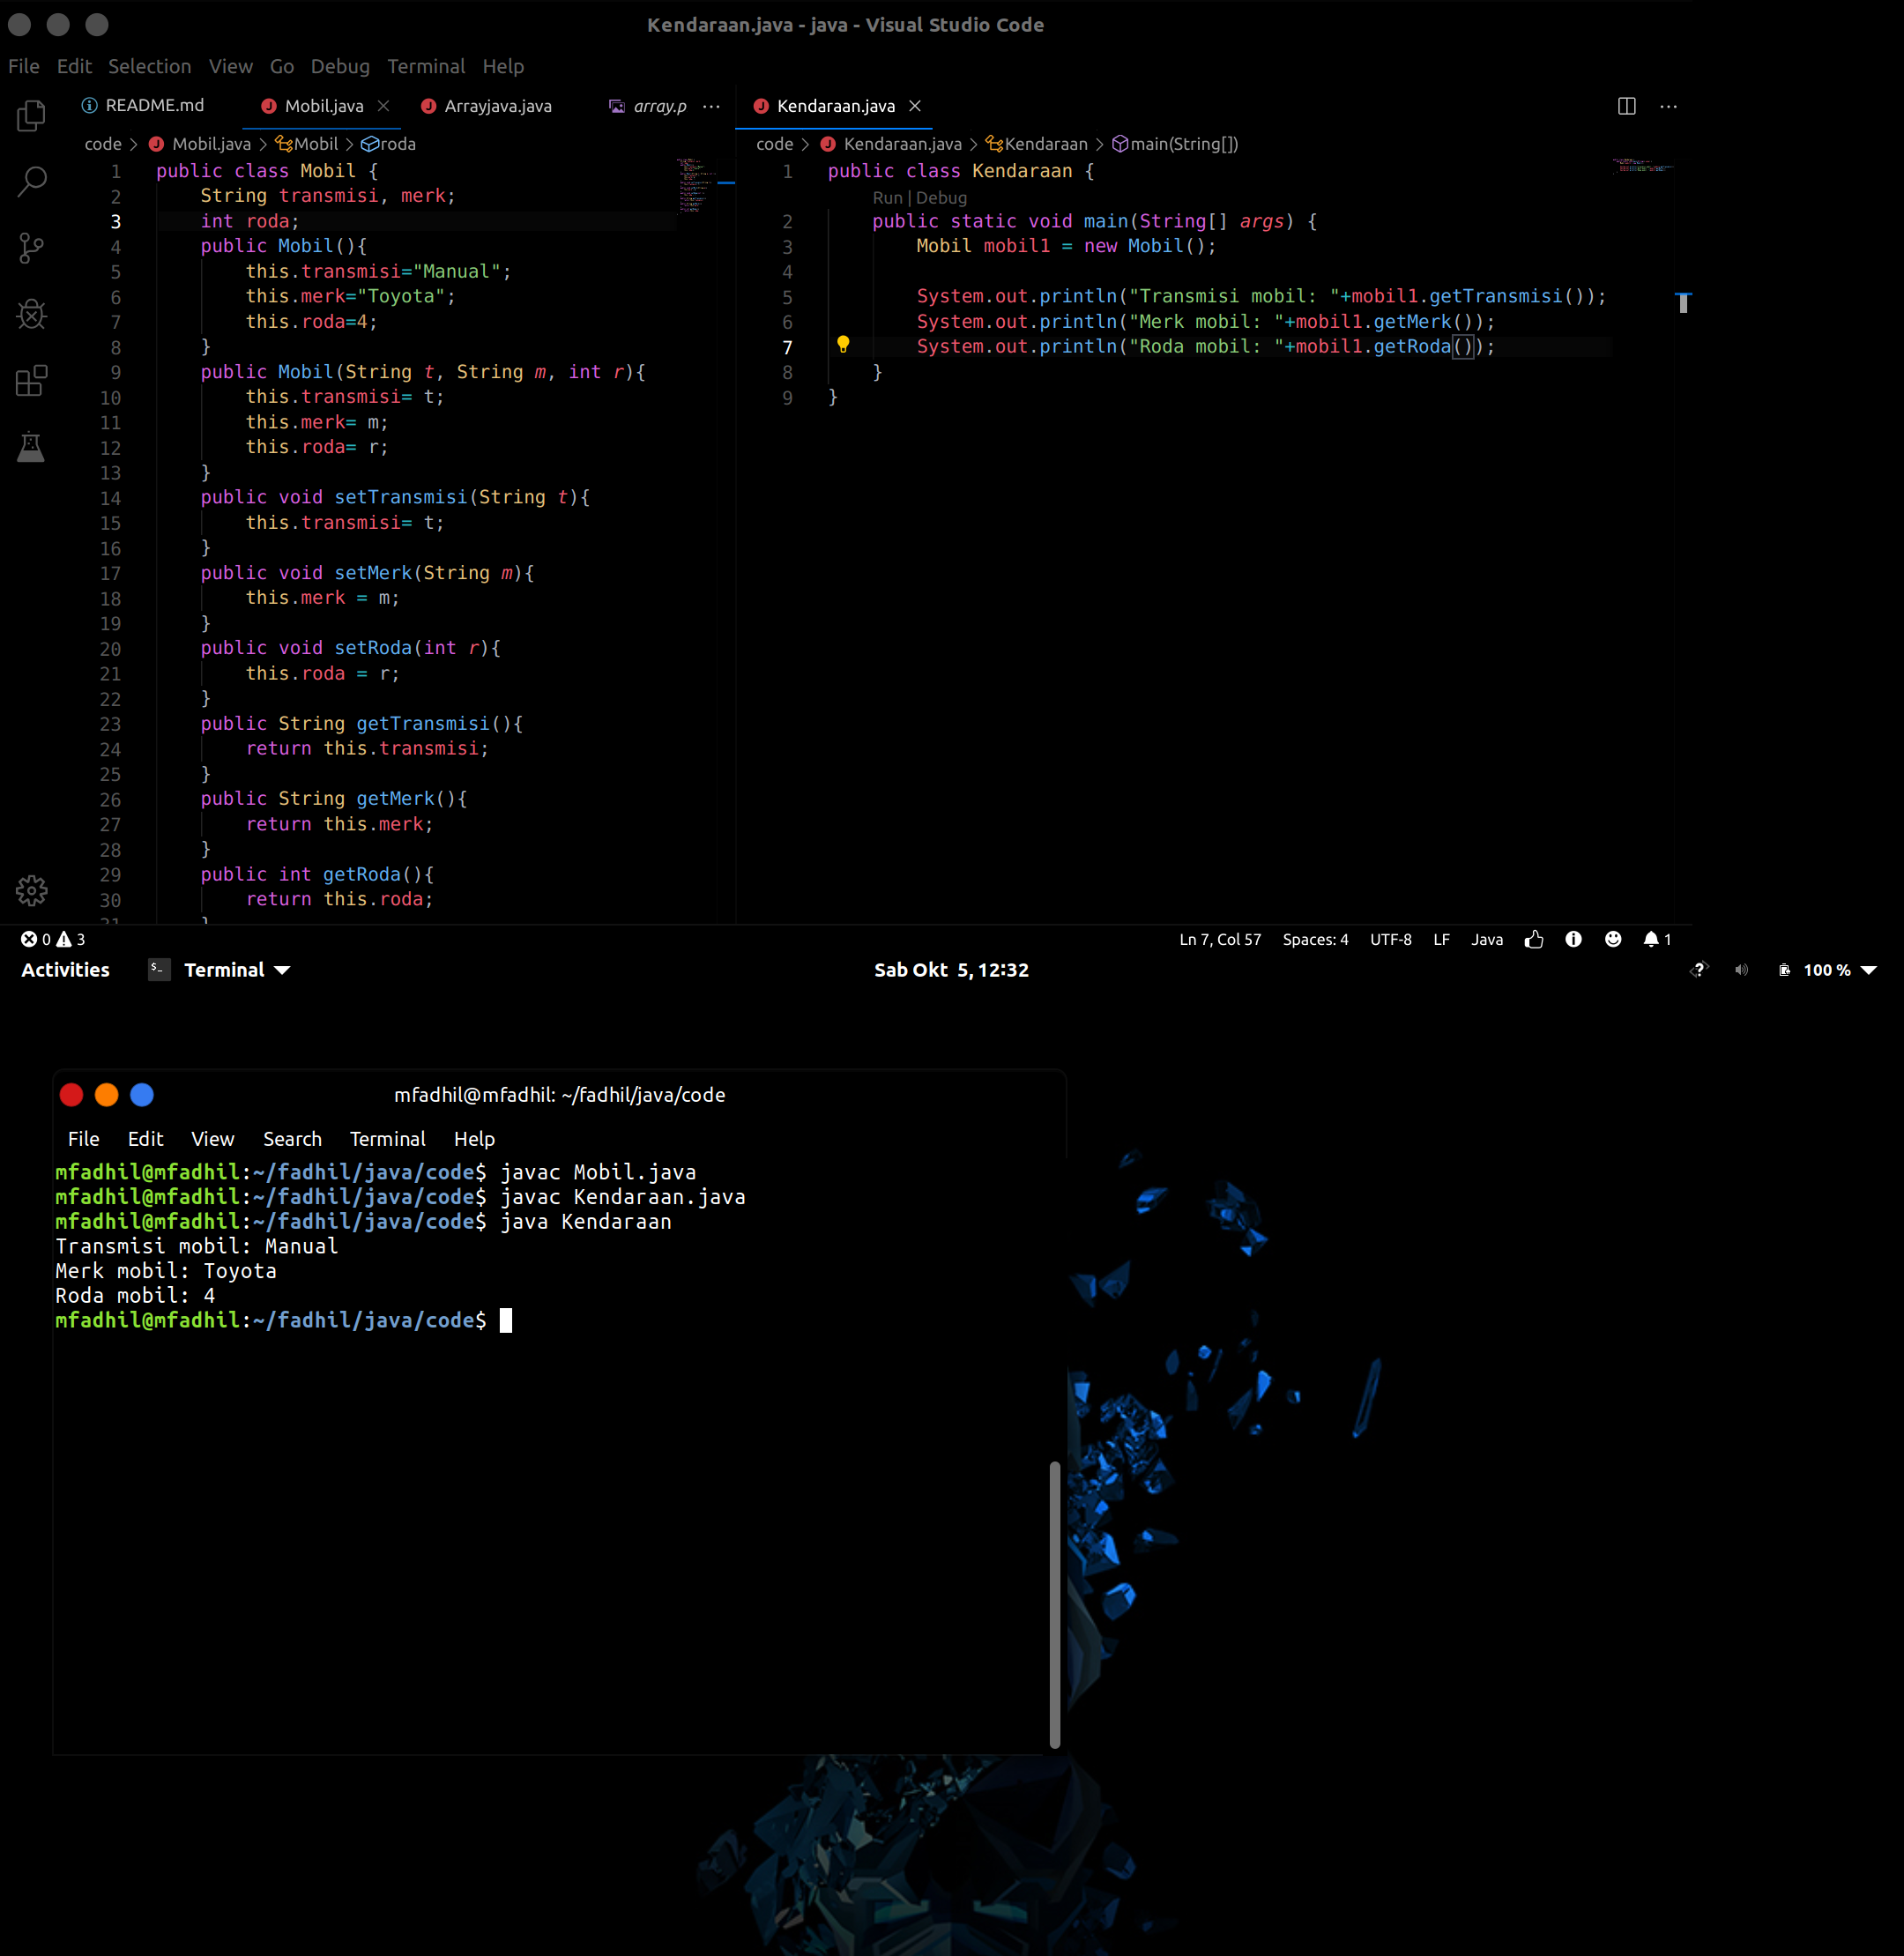 Kendaraan.java - java - Visual Studio Code
File Edit Selection View Go Debug Terminal Help
README.md Mobil.java Arrayjava.java array.p ...
code > Mobil.java > Mobil > roda
1 public class Mobil {
2 String transmisi, merk;
3 int roda;
4 public Mobil(){
5 this.transmisi="Manual";
6 this.merk="Toyota";
7 this.roda=4;
8 }
9 public Mobil(String t, String m, int r){
10 this.transmisi= t;
11 this.merk= m;
12 this.roda= r;
13 }
14 public void setTransmisi(String t){
15 this.transmisi= t;
16 }
17 public void setMerk(String m){
18 this.merk = m;
19 }
20 public void setRoda(int r){
21 this.roda = r;
22 }
23 public String getTransmisi(){
24 return this.transmisi;
25 }
26 public String getMerk(){
27 return this.merk;
28 }
29 public int getRoda(){
30 return this.roda;
31 }
Kendaraan.java
code > Kendaraan.java > Kendaraan > main(String[])
1 public class Kendaraan {
Run | Debug
2 public static void main(String[] args) {
3 Mobil mobil1 = new Mobil();
4
5 System.out.println("Transmisi mobil: "+mobil1.getTransmisi());
6 System.out.println("Merk mobil: "+mobil1.getMerk());
7 System.out.println("Roda mobil: "+mobil1.getRoda());
8 }
9 }
0 3 Ln 7, Col 57 Spaces: 4 UTF-8 LF Java 1
Activities Terminal Sab Okt 5, 12:32 100 %
mfadhil@mfadhil: ~/fadhil/java/code
File Edit View Search Terminal Help
mfadhil@mfadhil:~/fadhil/java/code$ javac Mobil.java
mfadhil@mfadhil:~/fadhil/java/code$ javac Kendaraan.java
mfadhil@mfadhil:~/fadhil/java/code$ java Kendaraan
Transmisi mobil: Manual
Merk mobil: Toyota
Roda mobil: 4
mfadhil@mfadhil:~/fadhil/java/code$